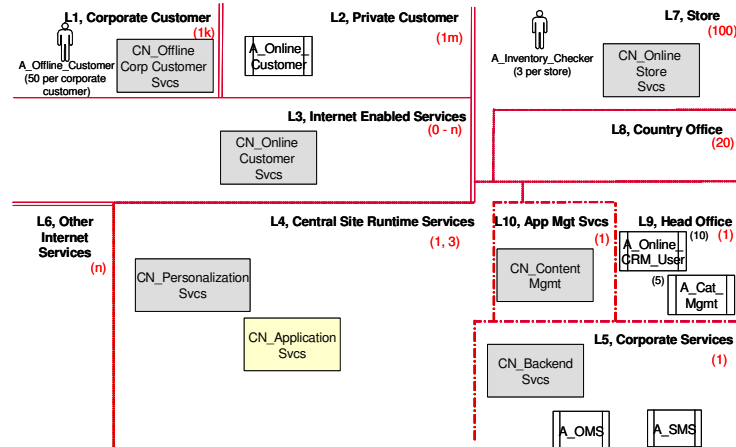 L1, Corporate Customer
(1k)
A_Offline_Customer
(50 per corporate
customer)
CN_Offline
Corp Customer
Svcs
L2, Private Customer
(1m)
A_Online_
Customer
L7, Store
(100)
A_Inventory_Checker
(3 per store)
CN_Online
Store
Svcs
L3, Internet Enabled Services
(0 - n)
CN_Online
Customer
Svcs
L8, Country Office
(20)
L6, Other
Internet
Services
(n)
L4, Central Site Runtime Services
(1, 3)
CN_Personalization
Svcs
CN_Application
Svcs
L10, App Mgt Svcs
(1)
CN_Content
Mgmt
L9, Head Office
(1)
A_Online_
CRM_User
(10)
(5)
A_Cat_
Mgmt
L5, Corporate Services
(1)
CN_Backend
Svcs
A_OMS
A_SMS